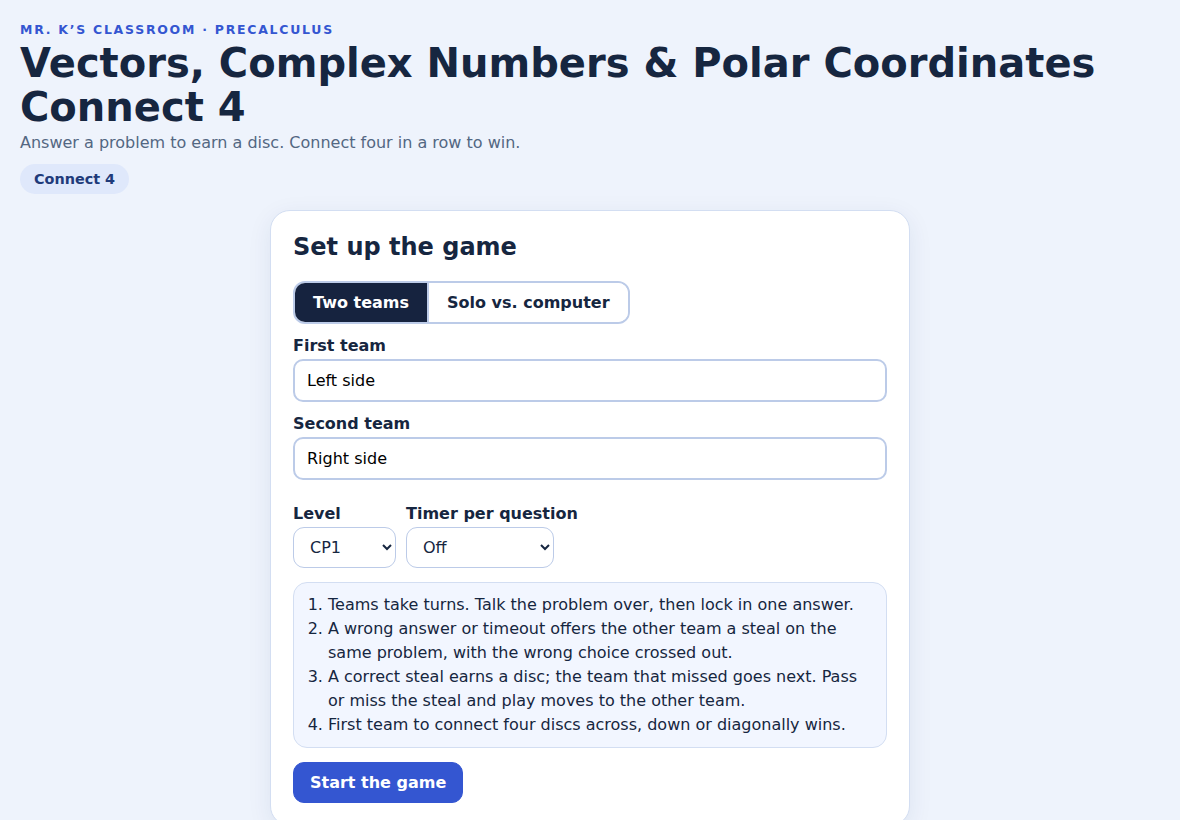 MR. K’S CLASSROOM · PRECALCULUS
Vectors, Complex Numbers & Polar Coordinates
Connect 4
Answer a problem to earn a disc. Connect four in a row to win.
Connect 4
Set up the game
Two teams
Solo vs. computer
First team
Left side
Second team
Right side
Level
Timer per question
CP1
Off
1. Teams take turns. Talk the problem over, then lock in one answer.
2. A wrong answer or timeout offers the other team a steal on the
same problem, with the wrong choice crossed out.
3. A correct steal earns a disc; the team that missed goes next. Pass
or miss the steal and play moves to the other team.
4. First team to connect four discs across, down or diagonally wins.
Start the game